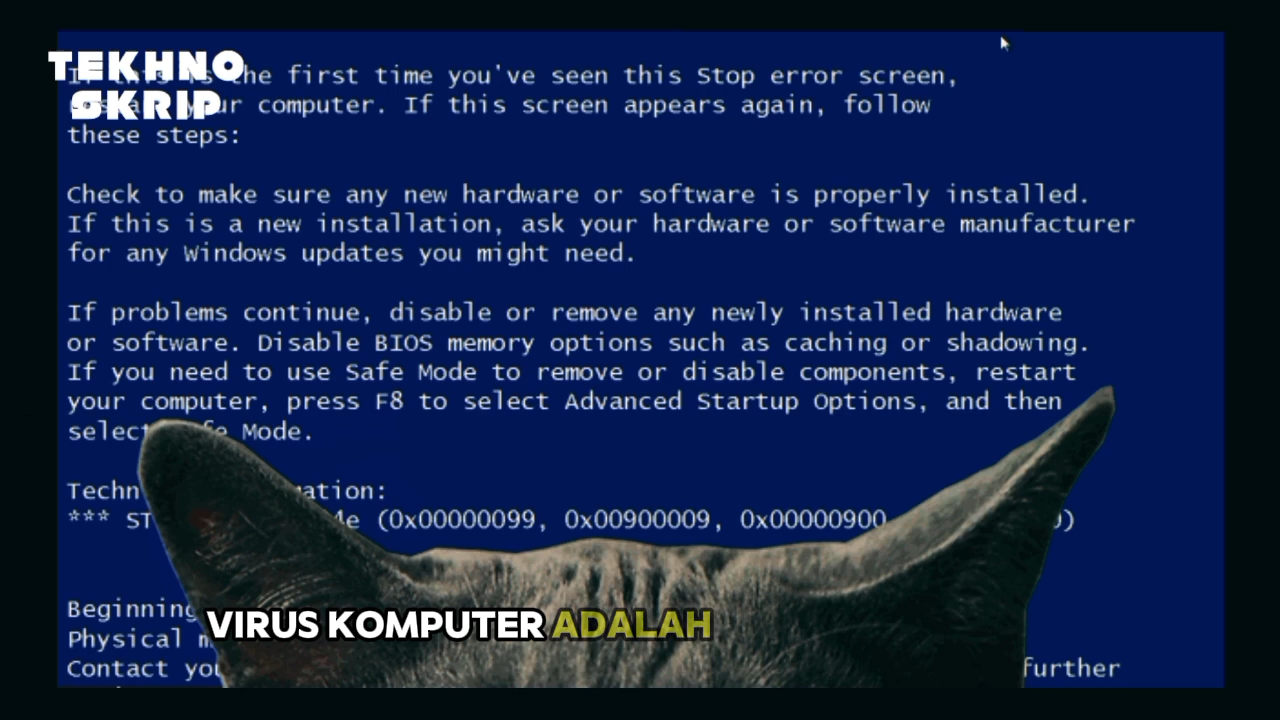 TEKHNO
SKRIP
the first time you've seen this Stop error screen,
computer. If this screen appears again, follow
these steps:
Check to make sure any new hardware or software is properly installed.
If this is a new installation, ask your hardware or software manufacturer
for any Windows updates you might need.
If problems continue, disable or remove any newly installed hardware
or software. Disable BIOS memory options such as caching or shadowing.
If you need to use Safe Mode to remove or disable components, restart
your computer, press F8 to select Advanced Startup Options, and then
select Mode.
*** (0x00000099, 0x00900009, 0x00000900
Beginning
VIRUS KOMPUTER ADALAH
Physical
Contact further